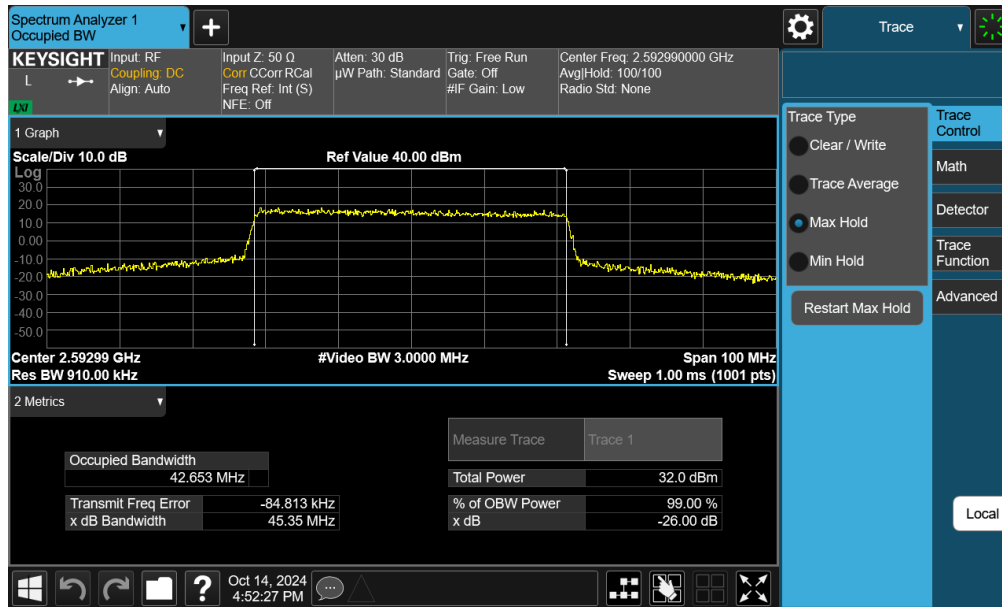 Spectrum Analyzer 1
Occupied BW
Trace
KEYSIGHT
L
LXI
Input: RF
Coupling: DC
Align: Auto
Input Z: 50 Ω
Corr CCorr RCal
Freq Ref: Int (S)
NFE: Off
Atten: 30 dB
µW Path: Standard
Trig: Free Run
Gate: Off
#IF Gain: Low
Center Freq: 2.592990000 GHz
Avg|Hold: 100/100
Radio Std: None
1 Graph
Scale/Div 10.0 dB
Ref Value 40.00 dBm
Log
30.0
20.0
10.0
0.00
-10.0
-20.0
-30.0
-40.0
-50.0
Center 2.59299 GHz
#Video BW 3.0000 MHz
Span 100 MHz
Res BW 910.00 kHz
Sweep 1.00 ms (1001 pts)
2 Metrics
Measure Trace
Trace 1
Occupied Bandwidth
42.653 MHz
Total Power
32.0 dBm
Transmit Freq Error
-84.813 kHz
% of OBW Power
99.00 %
x dB Bandwidth
45.35 MHz
x dB
-26.00 dB
Trace Type
Clear / Write
Trace Average
Max Hold
Min Hold
Restart Max Hold
Trace
Control
Math
Detector
Trace
Function
Advanced
Local
?
Oct 14, 2024
4:52:27 PM